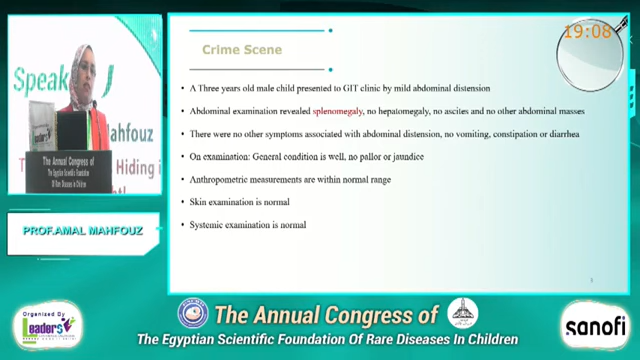 19:08
Speak
Crime Scene
• A Three years old male child presented to GIT clinic by mild abdominal distension
• Abdominal examination revealed splenomegaly, no hepatomegaly, no ascites and no other abdominal masses
• There were no other symptoms associated with abdominal distension, no vomiting, constipation or diarrhea
• On examination: General condition is well, no pallor or jaundice
• Anthropometric measurements are within normal range
• Skin examination is normal
• Systemic examination is normal
ahfouz
Hiding in
The Annual Congress of
The Egyptian Scientific Foundation
Of Rare Diseases In Children
PROF.AMAL MAHFOUZ
Organized By
Leaders
The Annual Congress of
The Egyptian Scientific Foundation Of Rare Diseases In Children
sanofi